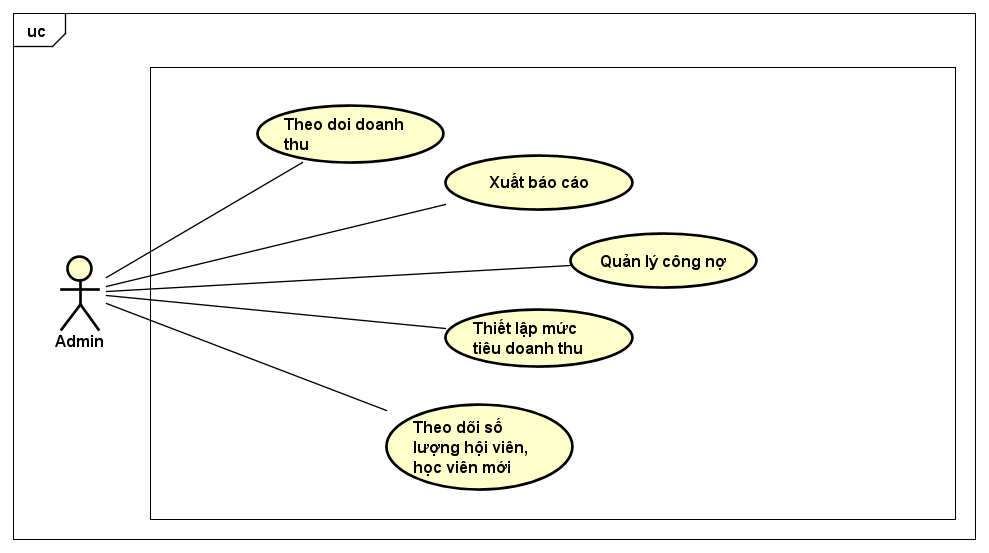 uc
Theo doi doanh
thu
Xuất báo cáo
Quản lý công nợ
Admin
Thiết lập mức
tiêu doanh thu
Theo dõi số
lượng hội viên,
học viên mới